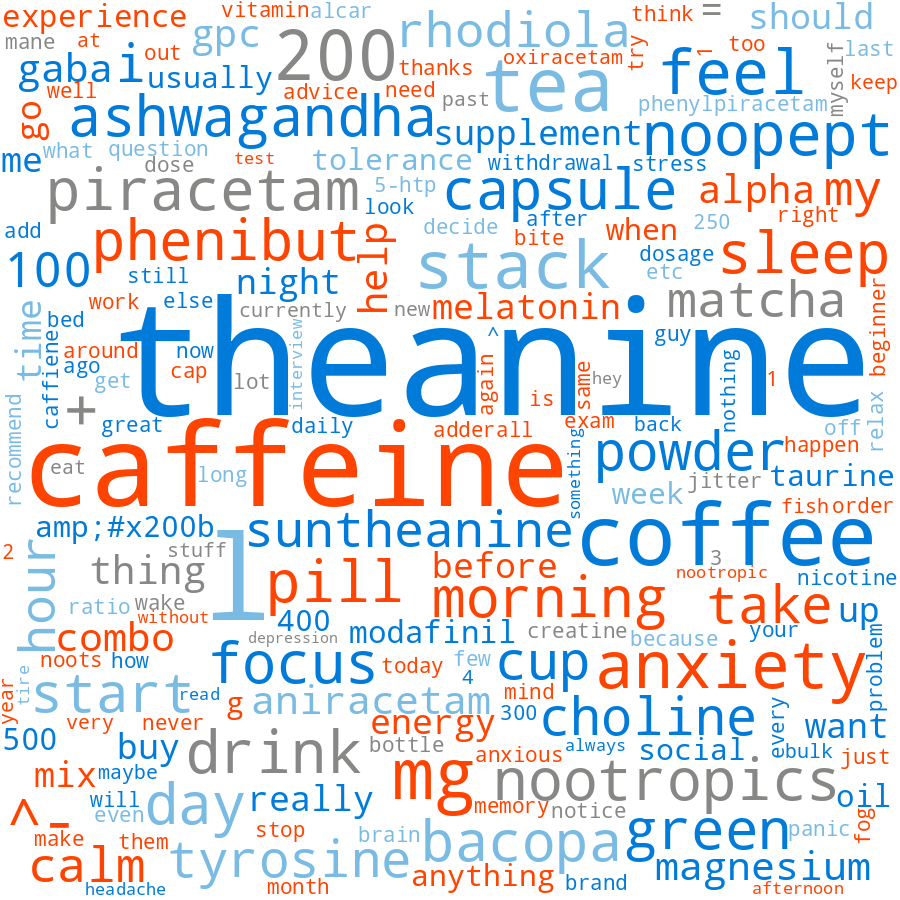 experience
vitamin
alcar
think
=
should
mane
at
gpc
200
rhodiola
1
too
last
out
gaba
i
usually
thanks
oxiracetam
try
feel
myself
keep
well
go
advice
need
past
tea
phenylpiracetam
ashwagandha
supplement
noopept
me
what
question
dose
test
tolerance
withdrawal
stress
piracetam
5-htp
look
capsule
alpha
my
add
decide
after
250
right
phenibut
help
bite
when
dosage
sleep
100
still
night
stack
etc
work
else
currently
new
melatonin
matcha
beginner
time
bed
around
ago
caffiene
now
cap
get
lot
interview
theanine
^
guy
nothing
again
same
hey
1
is
+
great
daily
adderall
exam
back
off
relax
recommend
eat
long
caffeine
something
powder
happen
jitter
taurine
week
fish
order
amp;#x200b
suntheanine
coffee
2
hour
stuff
l
3
thing
pill
before
nootropic
nicotine
ratio
wake
without
400
morning
take
up
combo
depression
modafinil
creatine
because
your
noots
how
focus
today
few
4
cup
anxiety
problem
year
tire
start
read
g
aniracetam
mind
very
never
energy
300
choline
every
want
500
buy
drink
bottle
anxious
always
social
ebulk
just
mix
maybe
mg
nootropics
^-
will
even
day
really
memory
notice
oil
make
them
stop
brain
bacopa
green
fog
panic
calm
tyrosine
anything
magnesium
headache
month
brand
afternoon